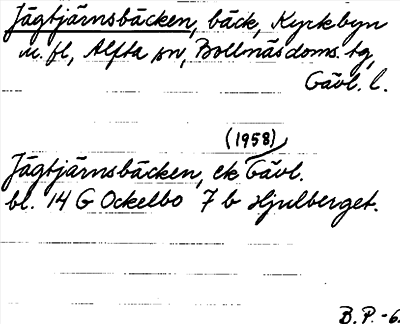 Jägtjärnsbäcken, bäck, Kyrkbyn
m. fl., Alfta sn, Bollnäs doms. tg,
Gävl. l.
(1958)
Jägtjärnsbäcken, ek Gävl.
bl. 14 G Ockelbo 7 b Hjulberget.
B.P. -6